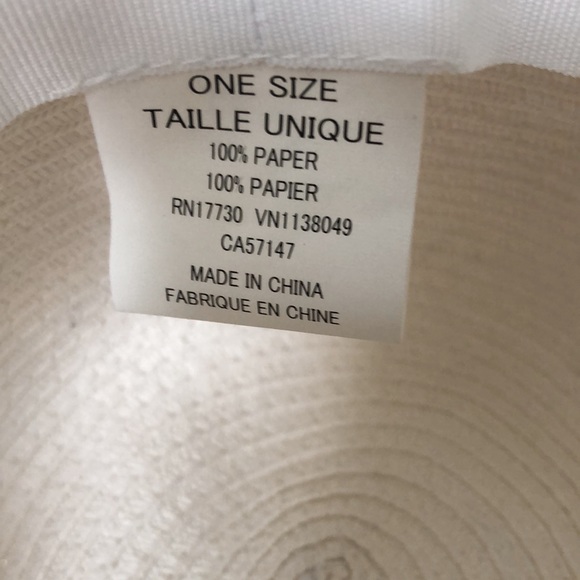 ONE SIZE
TAILLE UNIQUE
100% PAPER
100% PAPIER
RN17730 VN1138049
CA57147
MADE IN CHINA
FABRIQUE EN CHINE